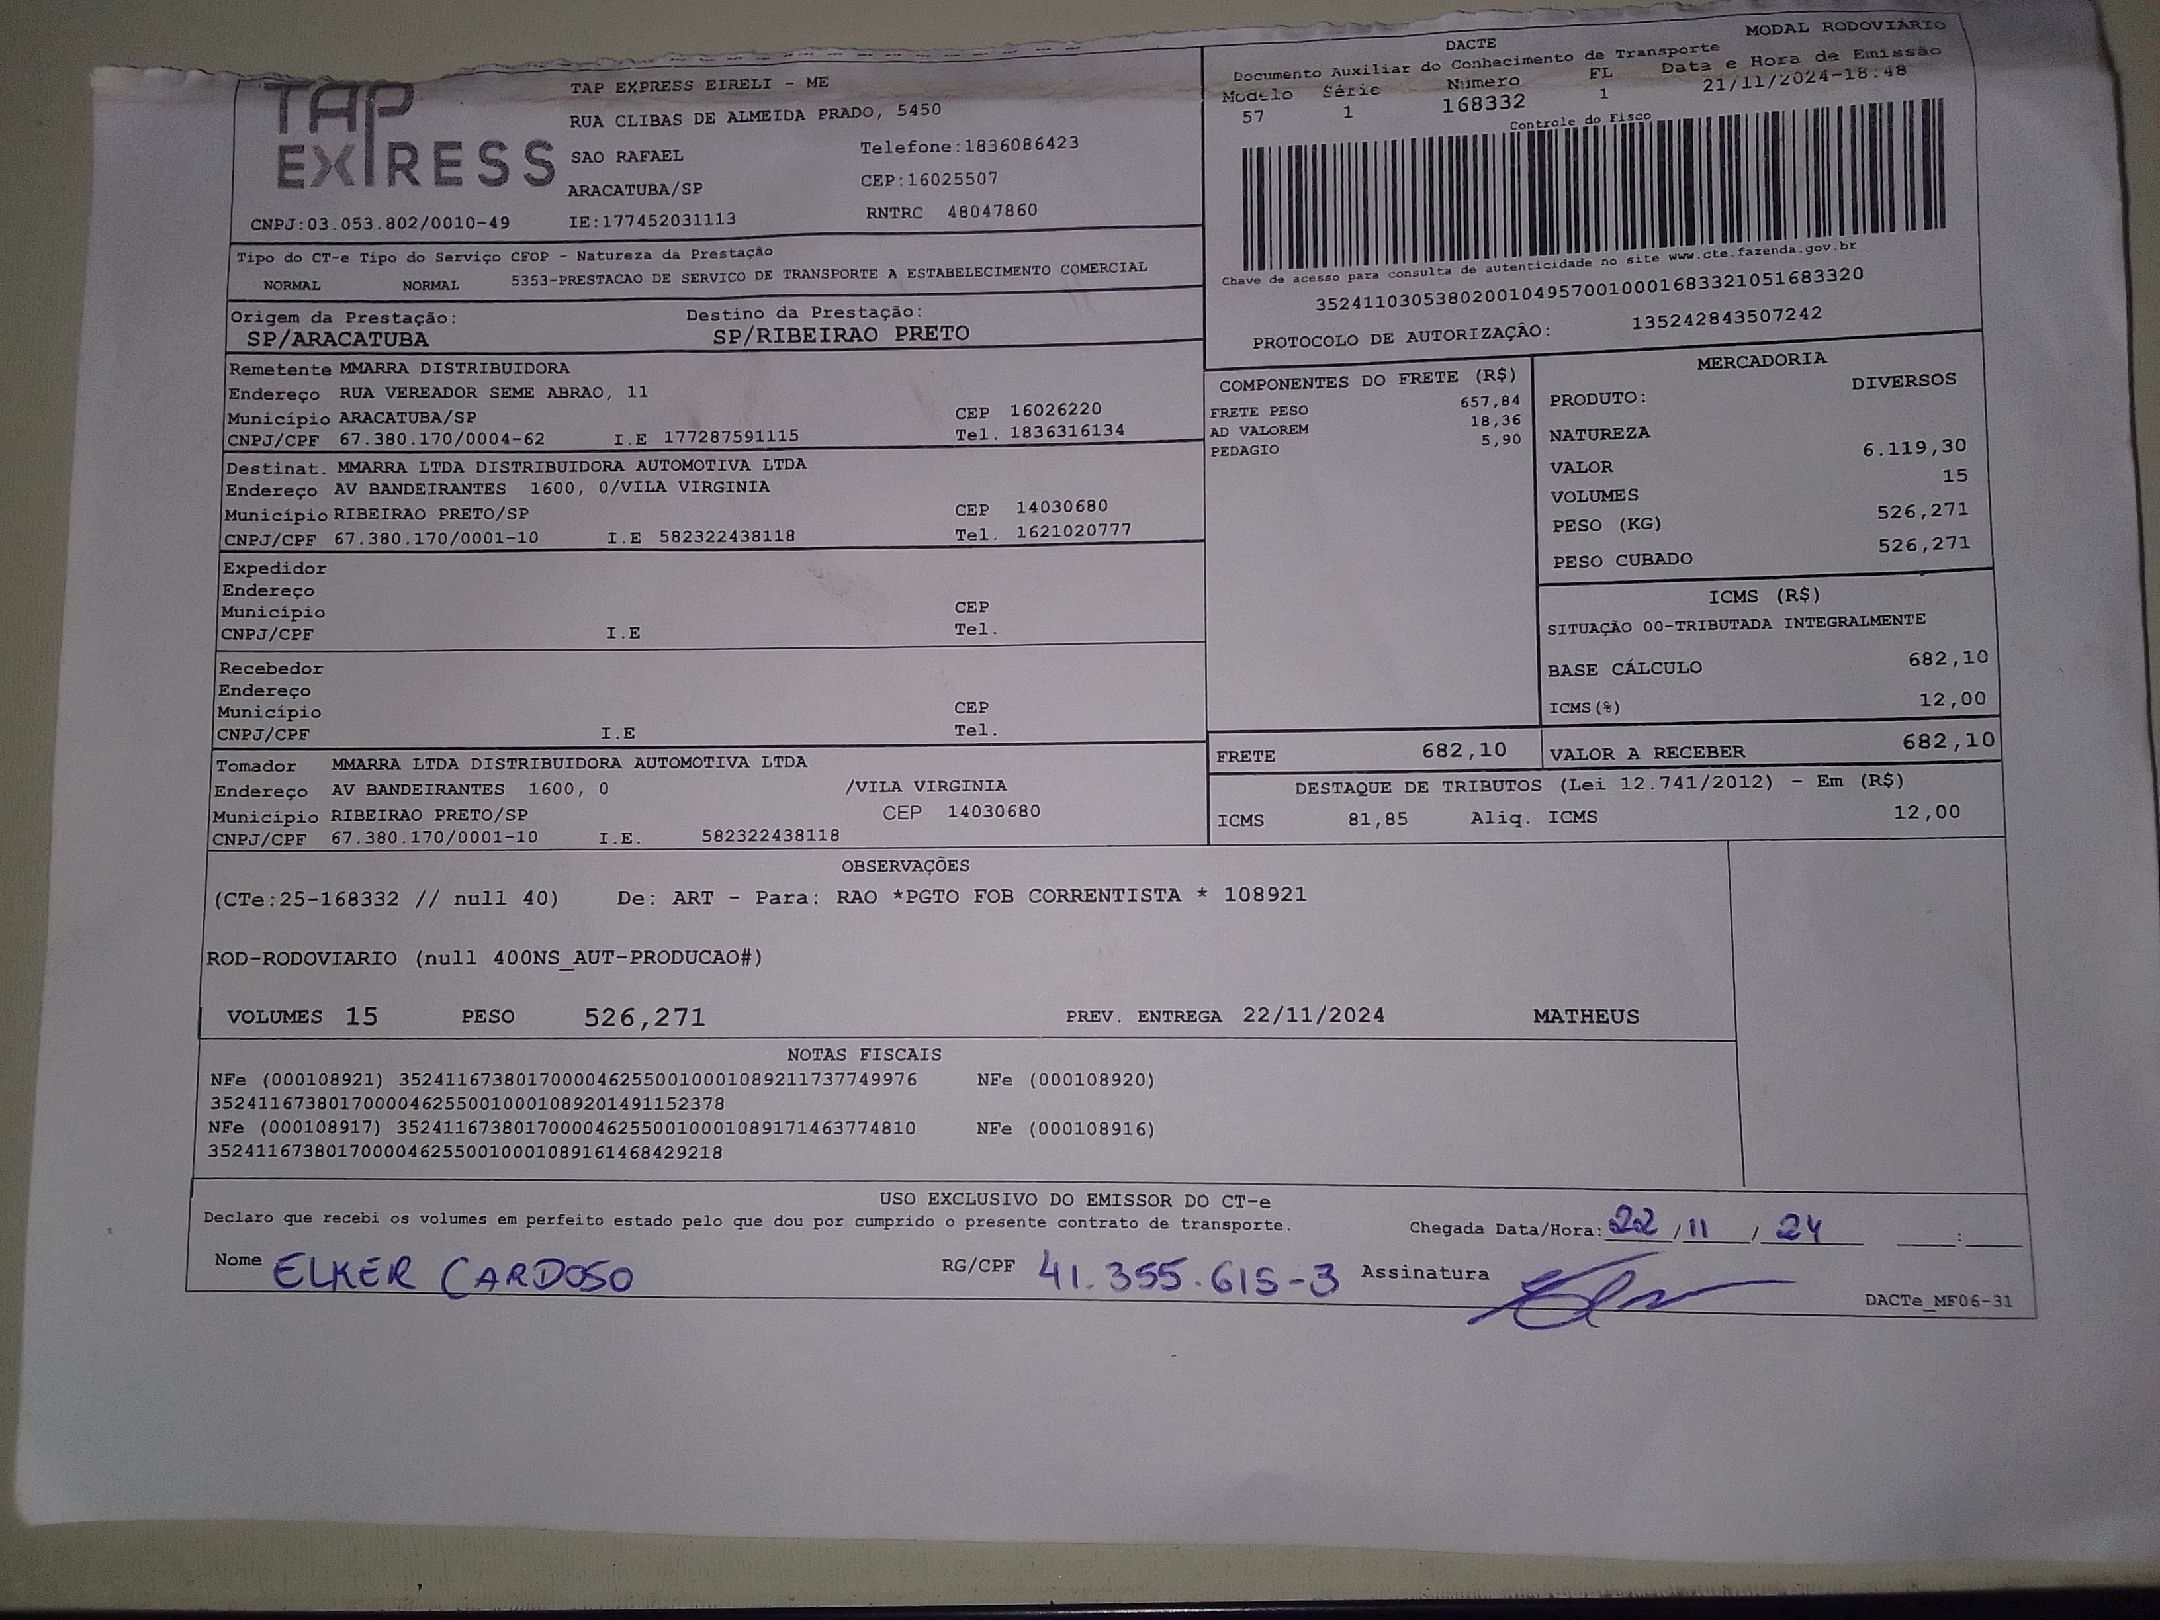 TAP EXPRESS
TAP EXPRESS EIRELI - ME
RUA CLIBAS DE ALMEIDA PRADO, 5450
SAO RAFAEL Telefone:1836086423
ARACATUBA/SP CEP:16025507
CNPJ:03.053.802/0010-49 IE:177452031113 RNTRC 48047860
MODAL RODOVIÁRIO
DACTE
Documento Auxiliar do Conhecimento de Transporte
Modelo Série Número FL Data e Hora de Emissão
57 1 168332 1 21/11/2024-18:48
Controle do Fisco
Chave de acesso para consulta de autenticidade no site www.cte.fazenda.gov.br
35241103053802001049570010001683321051683320
PROTOCOLO DE AUTORIZAÇÃO: 135242843507242
Tipo do CT-e Tipo do Serviço CFOP - Natureza da Prestação
NORMAL NORMAL 5353-PRESTACAO DE SERVICO DE TRANSPORTE A ESTABELECIMENTO COMERCIAL
Origem da Prestação: Destino da Prestação:
SP/ARACATUBA SP/RIBEIRAO PRETO
Remetente MMARRA DISTRIBUIDORA
Endereço RUA VEREADOR SEME ABRAO, 11
Município ARACATUBA/SP CEP 16026220
CNPJ/CPF 67.380.170/0004-62 I.E 177287591115 Tel. 1836316134
Destinat. MMARRA LTDA DISTRIBUIDORA AUTOMOTIVA LTDA
Endereço AV BANDEIRANTES 1600, 0/VILA VIRGINIA
Município RIBEIRAO PRETO/SP CEP 14030680
CNPJ/CPF 67.380.170/0001-10 I.E 582322438118 Tel. 1621020777
Expedidor
Endereço
Município CEP
CNPJ/CPF I.E Tel.
Recebedor
Endereço
Município CEP
CNPJ/CPF I.E Tel.
Tomador MMARRA LTDA DISTRIBUIDORA AUTOMOTIVA LTDA
Endereço AV BANDEIRANTES 1600, 0 /VILA VIRGINIA
Município RIBEIRAO PRETO/SP CEP 14030680
CNPJ/CPF 67.380.170/0001-10 I.E. 582322438118
COMPONENTES DO FRETE (R$)
FRETE PESO 657,84
AD VALOREM 18,36
PEDAGIO 5,90
MERCADORIA
PRODUTO: DIVERSOS
NATUREZA
VALOR 6.119,30
VOLUMES 15
PESO (KG) 526,271
PESO CUBADO 526,271
ICMS (R$)
SITUAÇÃO 00-TRIBUTADA INTEGRALMENTE
BASE CÁLCULO 682,10
ICMS(%) 12,00
FRETE 682,10 VALOR A RECEBER 682,10
DESTAQUE DE TRIBUTOS (Lei 12.741/2012) - Em (R$)
ICMS 81,85 Aliq. ICMS 12,00
OBSERVAÇÕES
(CTe:25-168332 // null 40) De: ART - Para: RAO *PGTO FOB CORRENTISTA * 108921
ROD-RODOVIARIO (null 400NS_AUT-PRODUCAO#)
VOLUMES 15 PESO 526,271 PREV. ENTREGA 22/11/2024 MATHEUS
NOTAS FISCAIS
NFe (000108921) 35241167380170000462550010001089211737749976 NFe (000108920)
35241167380170000462550010001089201491152378
NFe (000108917) 35241167380170000462550010001089171463774810 NFe (000108916)
35241167380170000462550010001089161468429218
USO EXCLUSIVO DO EMISSOR DO CT-e
Declaro que recebi os volumes em perfeito estado pelo que dou por cumprido o presente contrato de transporte. Chegada Data/Hora: 22 / 11 / 24 :
Nome ELKER CARDOSO RG/CPF 41.355.615-3 Assinatura
DACTe_MF06-31